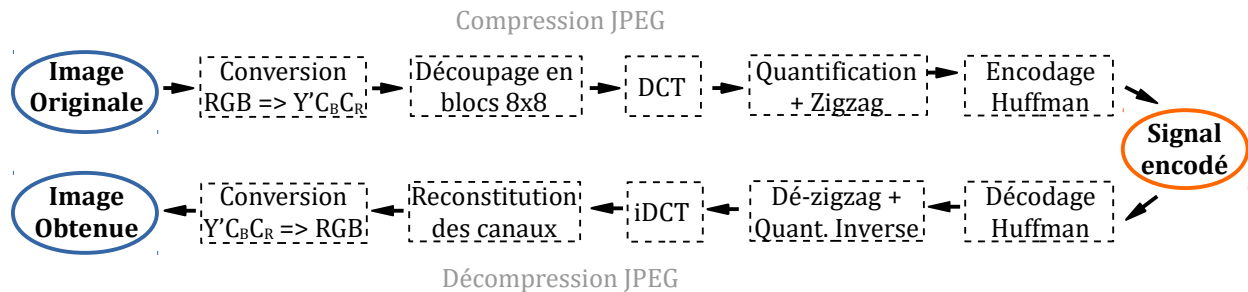 Compression JPEG
Image
Originale
Conversion
RGB => Y'CBCR
Découpage en
blocs 8x8
DCT
Quantification
+ Zigzag
Encodage
Huffman
Signal
encodé
Image
Obtenue
Conversion
Y'CBCR => RGB
Reconstitution
des canaux
iDCT
Dé-zigzag +
Quant. Inverse
Décodage
Huffman
Décompression JPEG